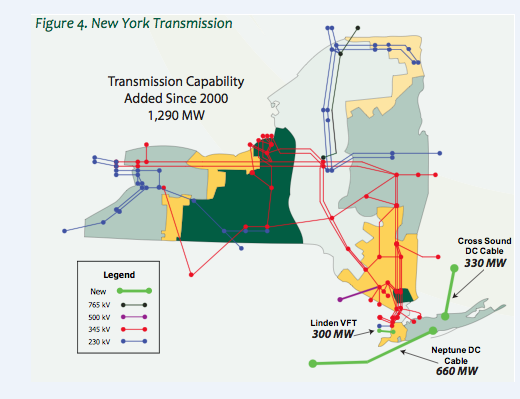 Figure 4. New York Transmission
Transmission Capability
Added Since 2000
1,290 MW
Cross Sound
DC Cable
330 MW
Legend
New
765 kV
500 kV
345 kV
230 kV
Linden VFT
300 MW
Neptune DC
Cable
660 MW